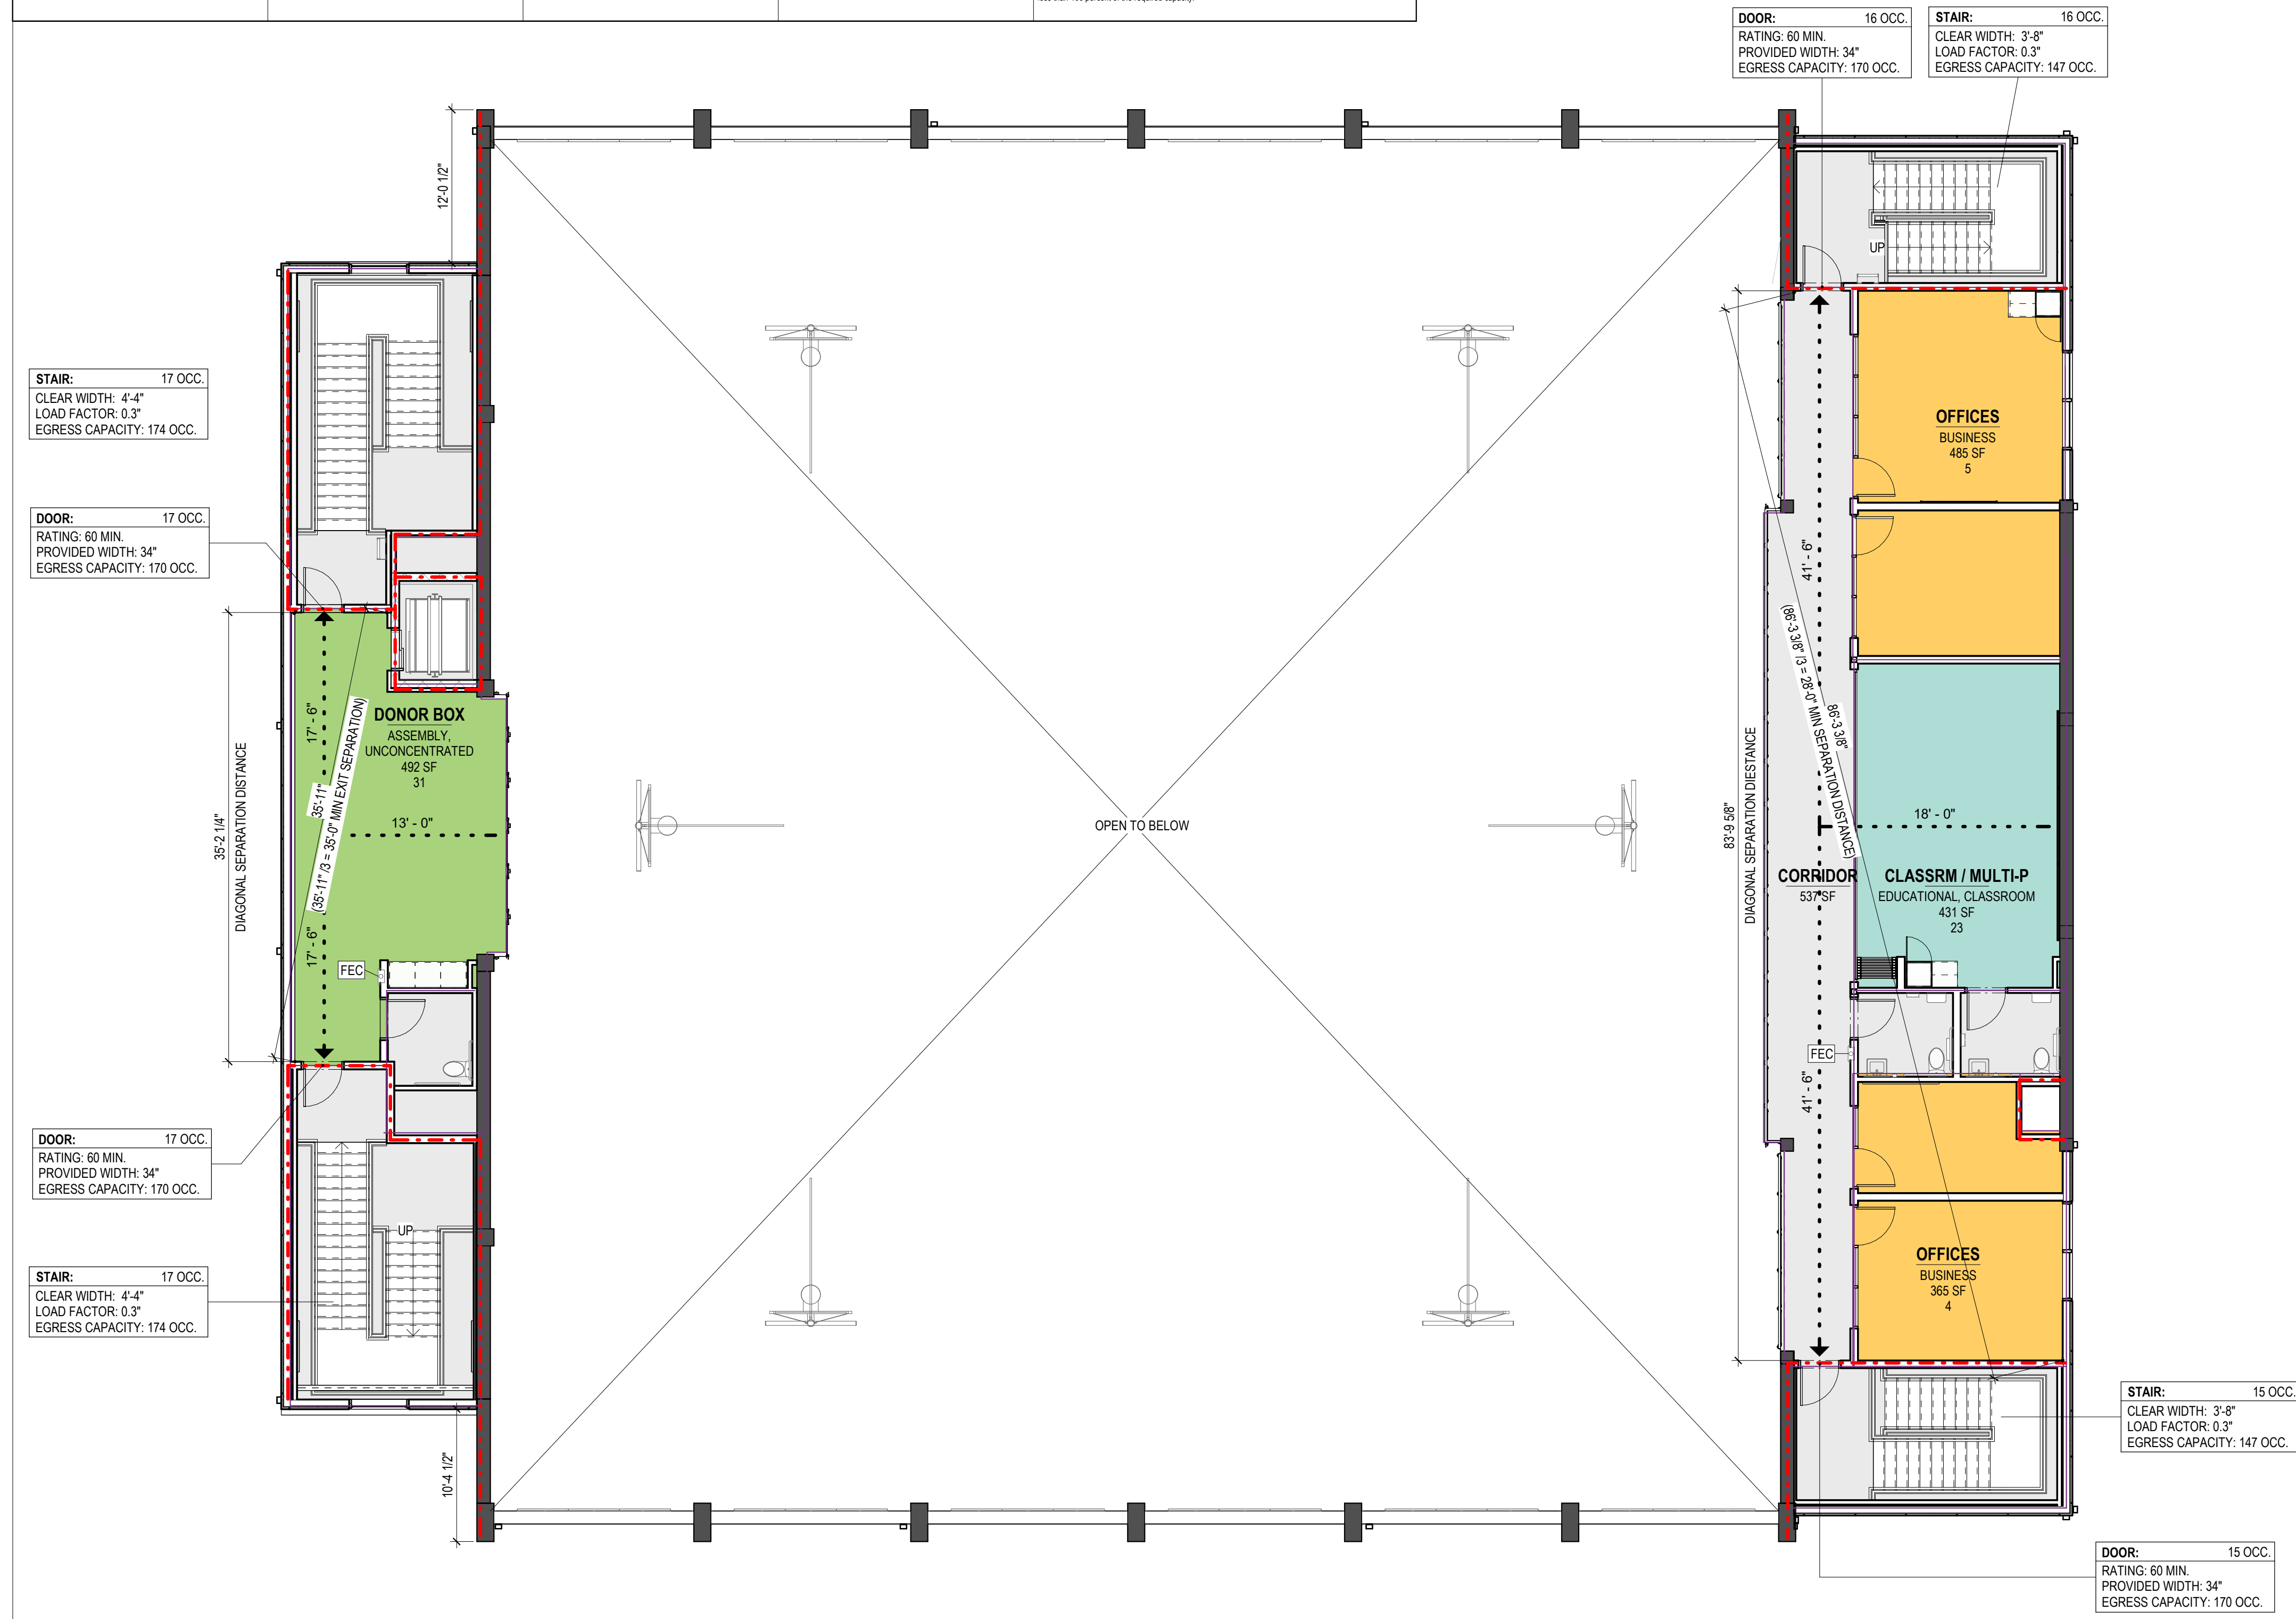 DOOR: 16 OCC.
RATING: 60 MIN.
PROVIDED WIDTH: 34"
EGRESS CAPACITY: 170 OCC.
STAIR: 16 OCC.
CLEAR WIDTH: 3'-8"
LOAD FACTOR: 0.3"
EGRESS CAPACITY: 147 OCC.
12'-0 1/2"
UP
STAIR: 17 OCC.
CLEAR WIDTH: 4'-4"
LOAD FACTOR: 0.3"
EGRESS CAPACITY: 174 OCC.
DOOR: 17 OCC.
RATING: 60 MIN.
PROVIDED WIDTH: 34"
EGRESS CAPACITY: 170 OCC.
OFFICES
BUSINESS
485 SF
5
41' - 6"
17' - 6"
DONOR BOX
ASSEMBLY,
UNCONCENTRATED
492 SF
31
35'-11"
(35'-11" /3 = 35'-0" MIN EXIT SEPARATION)
13' - 0"
35'-2 1/4"
DIAGONAL SEPARATION DISTANCE
17' - 6"
FEC
OPEN TO BELOW
86'-3 3/8"
(86'-3 3/8" /3 = 28'-0" MIN SEPARATION DISTANCE)
83'-9 5/8"
DIAGONAL SEPARATION DIESTANCE
18' - 0"
CORRIDOR
537 SF
CLASSRM / MULTI-P
EDUCATIONAL, CLASSROOM
431 SF
23
FEC
41' - 6"
DOOR: 17 OCC.
RATING: 60 MIN.
PROVIDED WIDTH: 34"
EGRESS CAPACITY: 170 OCC.
UP
STAIR: 17 OCC.
CLEAR WIDTH: 4'-4"
LOAD FACTOR: 0.3"
EGRESS CAPACITY: 174 OCC.
OFFICES
BUSINESS
365 SF
4
10'-4 1/2"
STAIR: 15 OCC.
CLEAR WIDTH: 3'-8"
LOAD FACTOR: 0.3"
EGRESS CAPACITY: 147 OCC.
DOOR: 15 OCC.
RATING: 60 MIN.
PROVIDED WIDTH: 34"
EGRESS CAPACITY: 170 OCC.